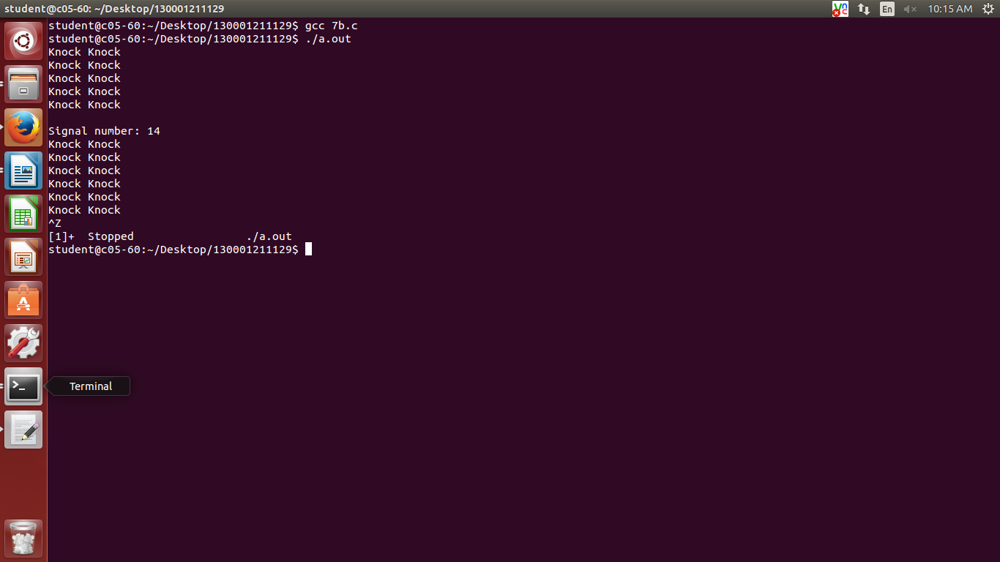 student@c05-60: ~/Desktop/130001211129
En
10:15 AM
student@c05-60:~/Desktop/130001211129$ gcc 7b.c
student@c05-60:~/Desktop/130001211129$ ./a.out
Knock Knock
Knock Knock
Knock Knock
Knock Knock
Knock Knock
Signal number: 14
Knock Knock
Knock Knock
Knock Knock
Knock Knock
Knock Knock
Knock Knock
^Z
[1]+  Stopped                 ./a.out
student@c05-60:~/Desktop/130001211129$
Terminal